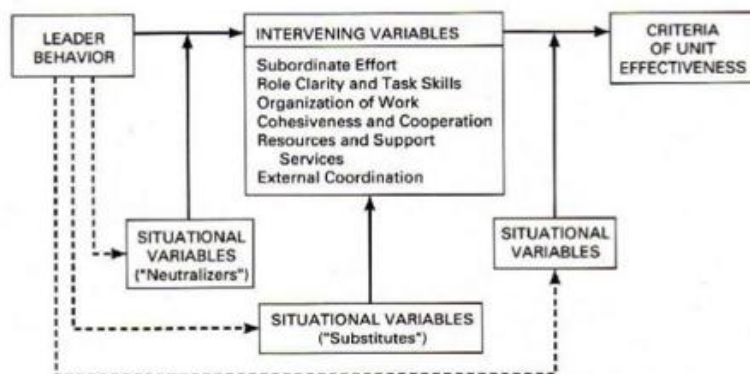 LEADER
BEHAVIOR
INTERVENING VARIABLES
Subordinate Effort
Role Clarity and Task Skills
Organization of Work
Cohesiveness and Cooperation
Resources and Support
Services
External Coordination
CRITERIA
OF UNIT
EFFECTIVENESS
SITUATIONAL
VARIABLES
("Neutralizers")
SITUATIONAL VARIABLES
("Substitutes")
SITUATIONAL
VARIABLES